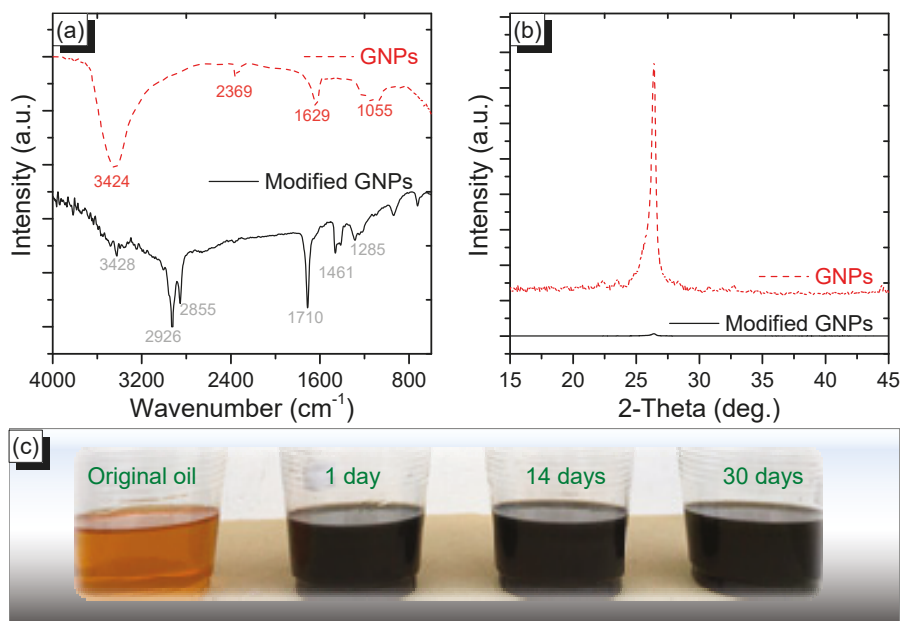 (a)
GNPs
2369
1629
1055
3424
Modified GNPs
3428
1285
1461
2855
1710
2926
Intensity (a.u.)
4000
3200
2400
1600
800
Wavenumber (cm⁻¹)
(b)
GNPs
Modified GNPs
Intensity (a.u.)
15
20
25
30
35
40
45
2-Theta (deg.)
(c)
Original oil
1 day
14 days
30 days